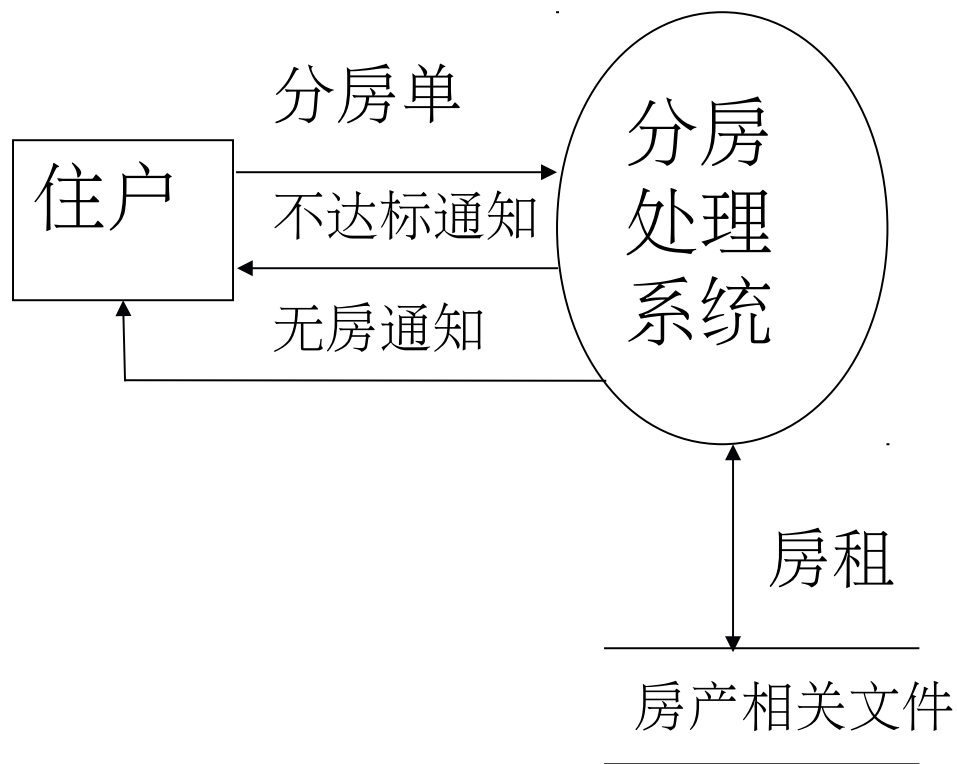 分房单
住户
不达标通知
无房通知
分房
处理
系统
房租
房产相关文件